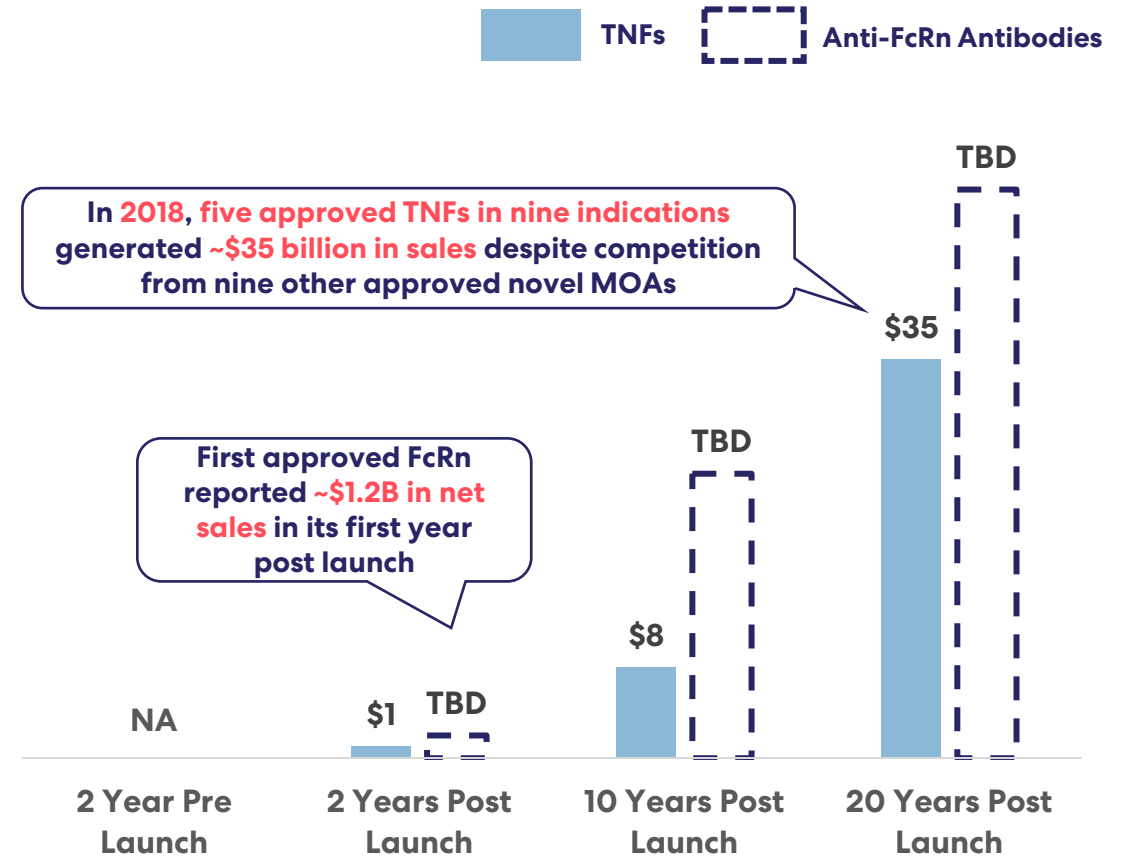 TNFs
Anti-FcRn Antibodies
TBD
In 2018, five approved TNFs in nine indications
generated ~$35 billion in sales despite competition
from nine other approved novel MOAs
$35
TBD
First approved FcRn
reported ~$1.2B in net
sales in its first year
post launch
$8
TBD
$1
NA
2 Year Pre
Launch
2 Years Post
Launch
10 Years Post
Launch
20 Years Post
Launch